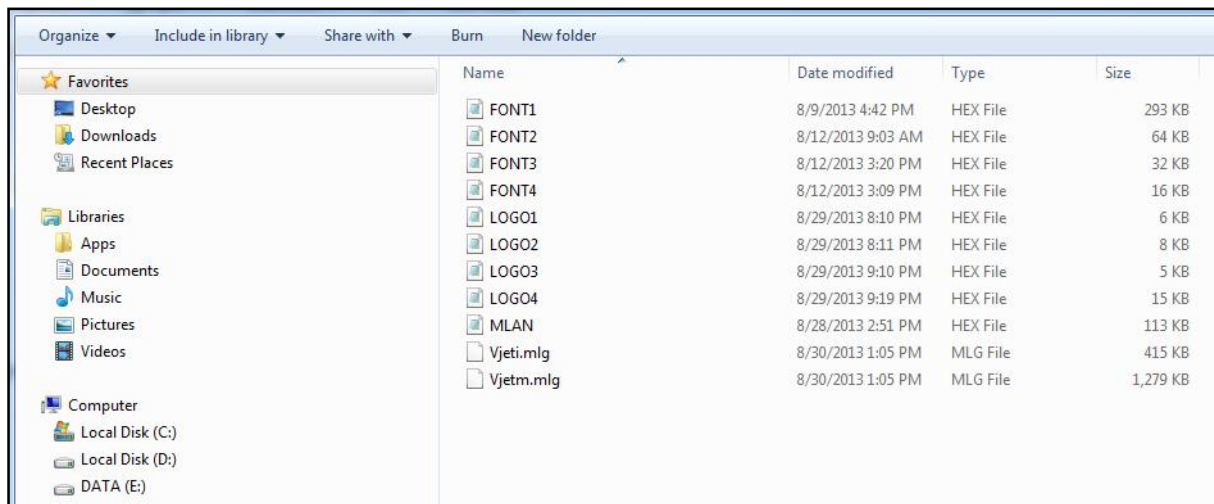 Organize Include in library Share with Burn New folder
Favorites
Desktop
Downloads
Recent Places
Libraries
Apps
Documents
Music
Pictures
Videos
Computer
Local Disk (C:)
Local Disk (D:)
DATA (E:)
Name Date modified Type Size
FONT1 8/9/2013 4:42 PM HEX File 293 KB
FONT2 8/12/2013 9:03 AM HEX File 64 KB
FONT3 8/12/2013 3:20 PM HEX File 32 KB
FONT4 8/12/2013 3:09 PM HEX File 16 KB
LOGO1 8/29/2013 8:10 PM HEX File 6 KB
LOGO2 8/29/2013 8:11 PM HEX File 8 KB
LOGO3 8/29/2013 9:10 PM HEX File 5 KB
LOGO4 8/29/2013 9:19 PM HEX File 15 KB
MLAN 8/28/2013 2:51 PM HEX File 113 KB
Vjeti.mlg 8/30/2013 1:05 PM MLG File 415 KB
Vjetm.mlg 8/30/2013 1:05 PM MLG File 1,279 KB